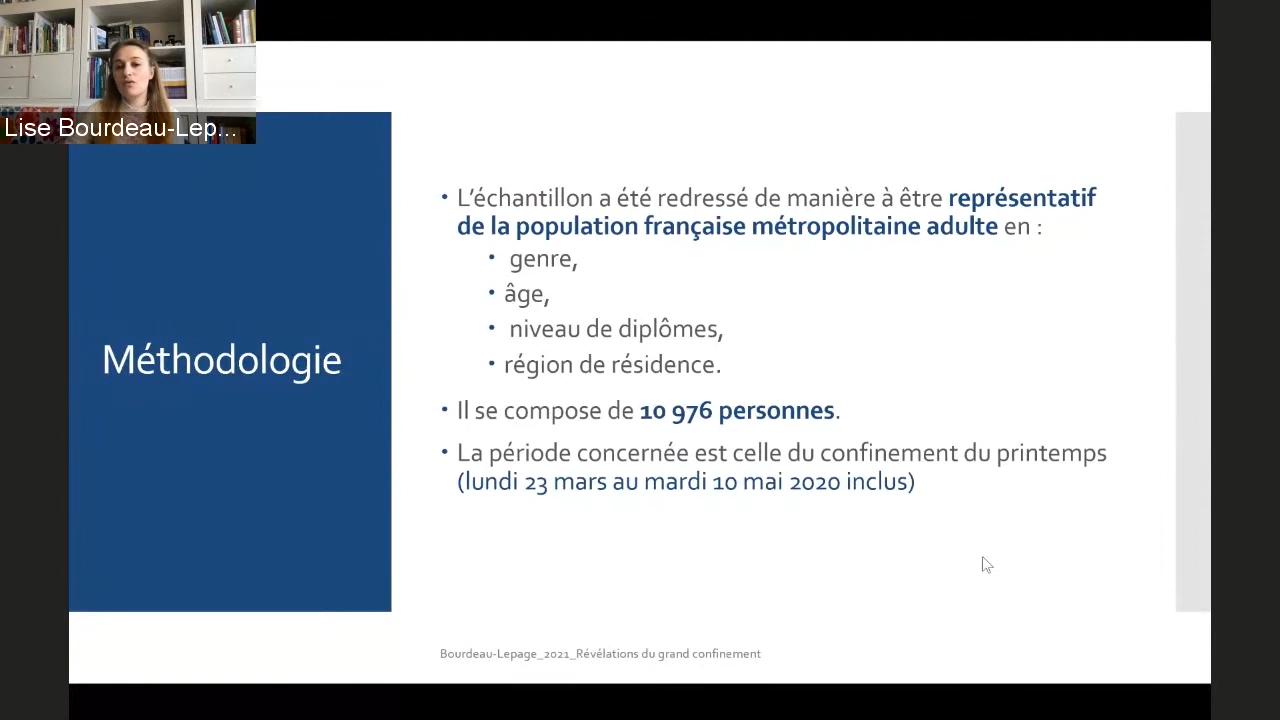 Lise Bourdeau-Lep...
Méthodologie
• L'échantillon a été redressé de manière à être représentatif
de la population française métropolitaine adulte en :
• genre,
• âge,
• niveau de diplômes,
• région de résidence.
• Il se compose de 10 976 personnes.
• La période concernée est celle du confinement du printemps
(lundi 23 mars au mardi 10 mai 2020 inclus)
Bourdeau-Lepage_2021_Révélations du grand confinement